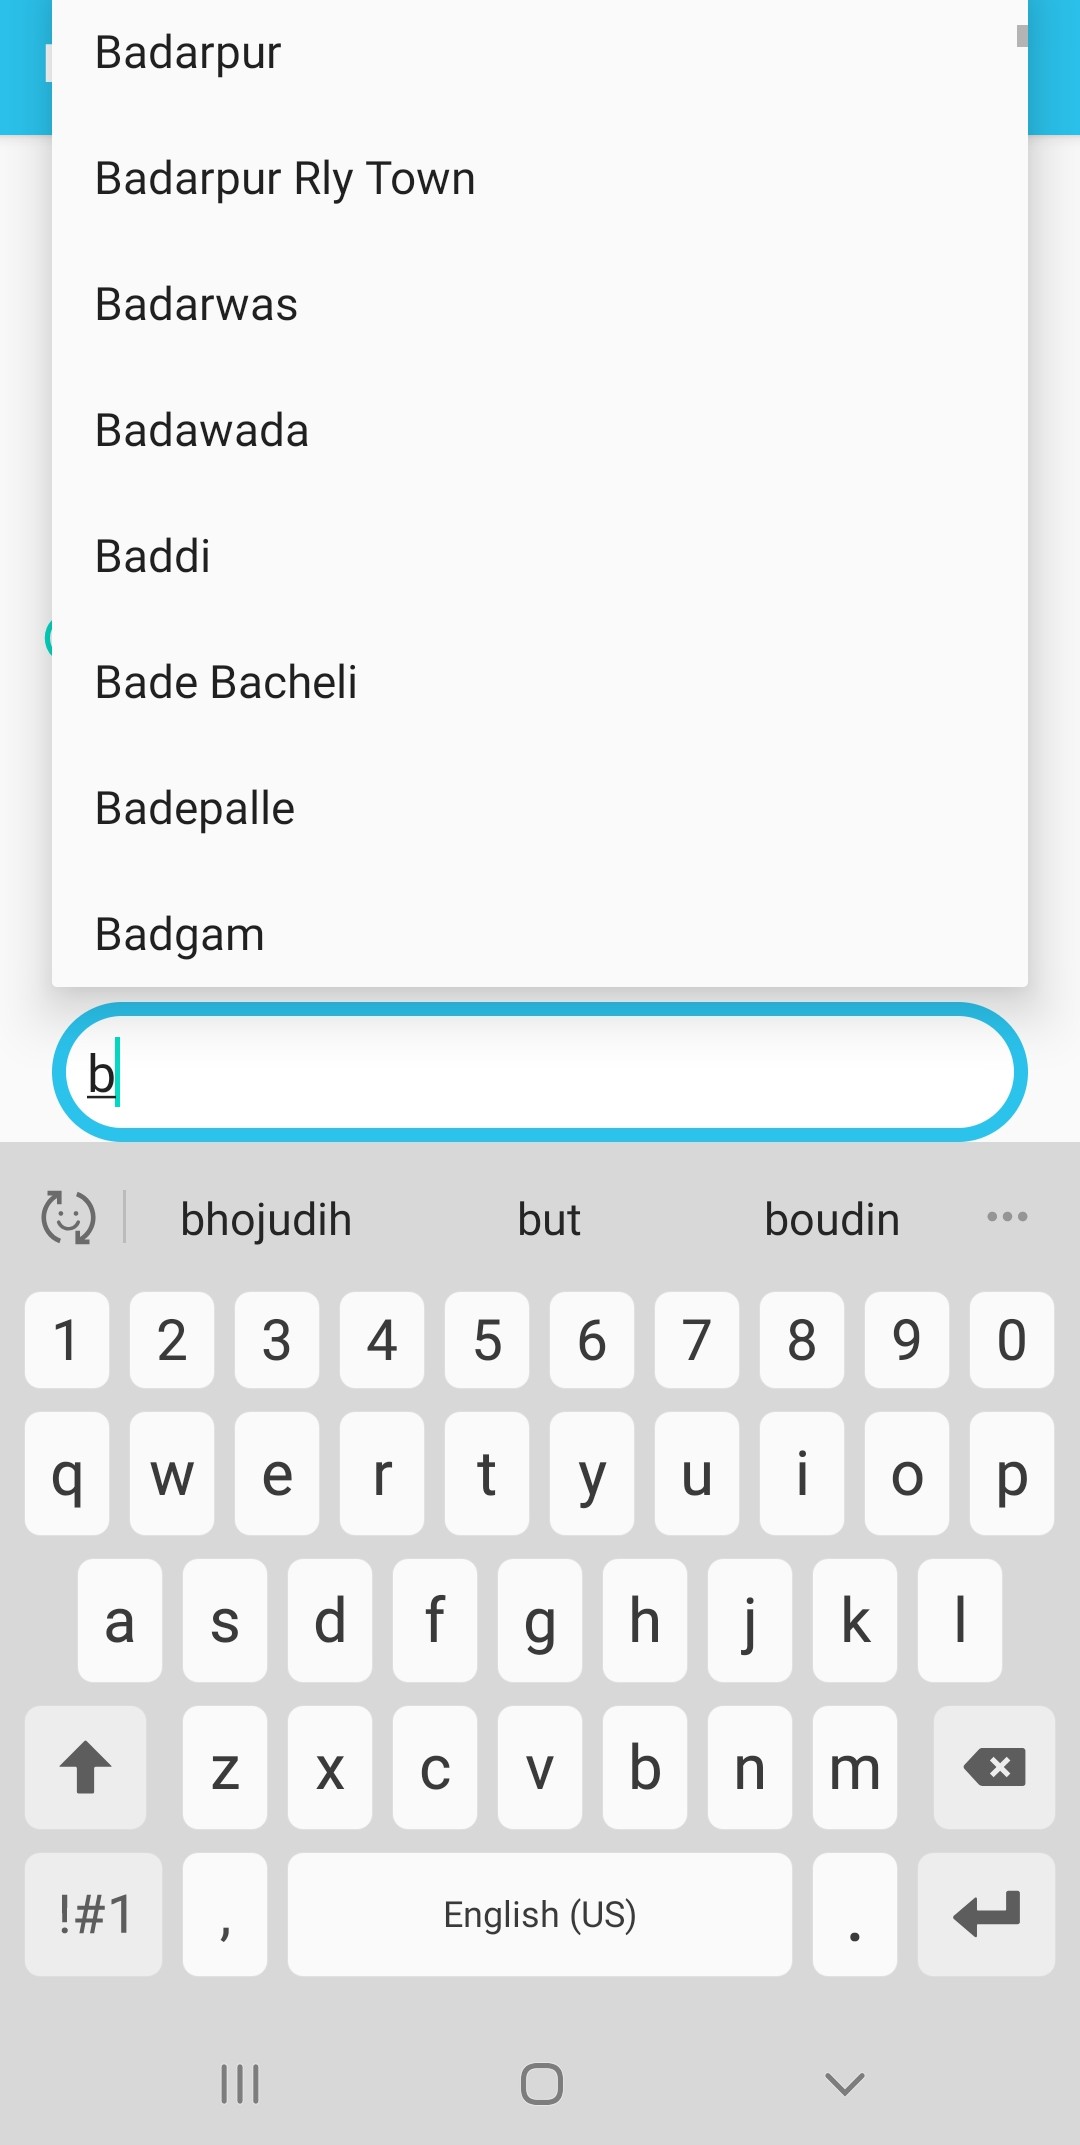 Badarpur
Badarpur Rly Town
Badarwas
Badawada
Baddi
Bade Bacheli
Badepalle
Badgam
b
bhojudih but boudin
1 2 3 4 5 6 7 8 9 0
q w e r t y u i o p
a s d f g h j k l
z x c v b n m
!#1 , English (US) .